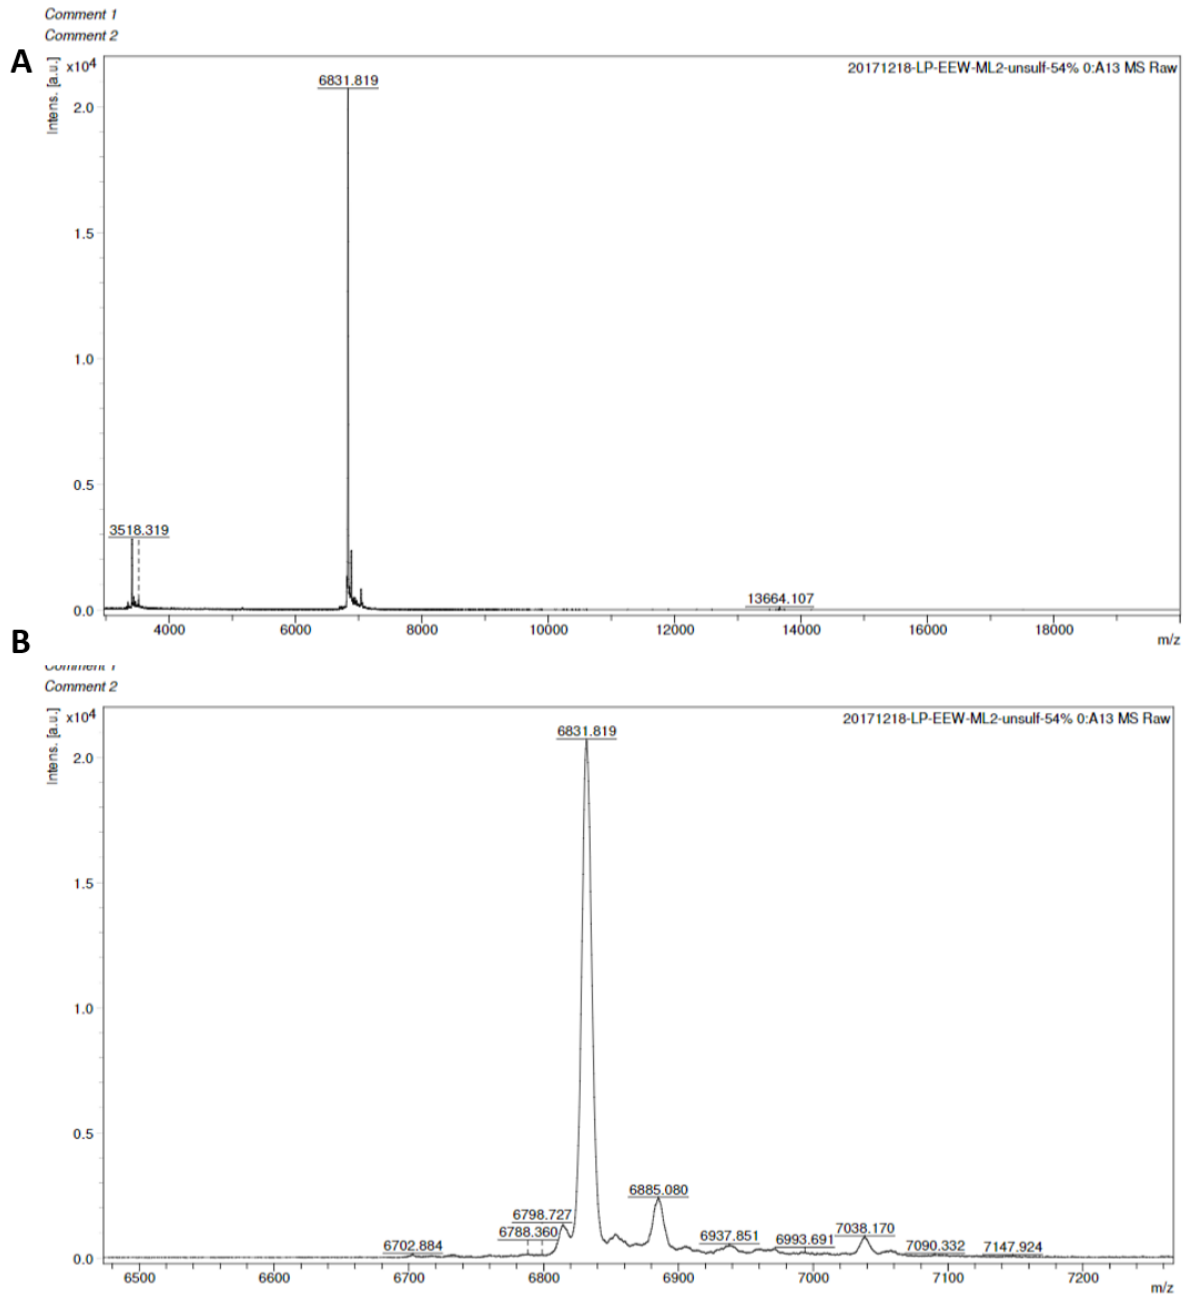 Comment 1
Comment 2
A
x10⁴
Intens. [a.u.]
20171218-LP-EEW-ML2-unsulf-54% 0:A13 MS Raw
6831.819
2.0
1.5
1.0
0.5
3518.319
13664.107
0.0
4000 6000 8000 10000 12000 14000 16000 18000
m/z
B
Comment 1
Comment 2
x10⁴
Intens. [a.u.]
20171218-LP-EEW-ML2-unsulf-54% 0:A13 MS Raw
6831.819
2.0
1.5
1.0
0.5
6885.080
6798.727
6788.360
6937.851
7038.170
6702.884
6993.691
7090.332
7147.924
0.0
6500 6600 6700 6800 6900 7000 7100 7200
m/z